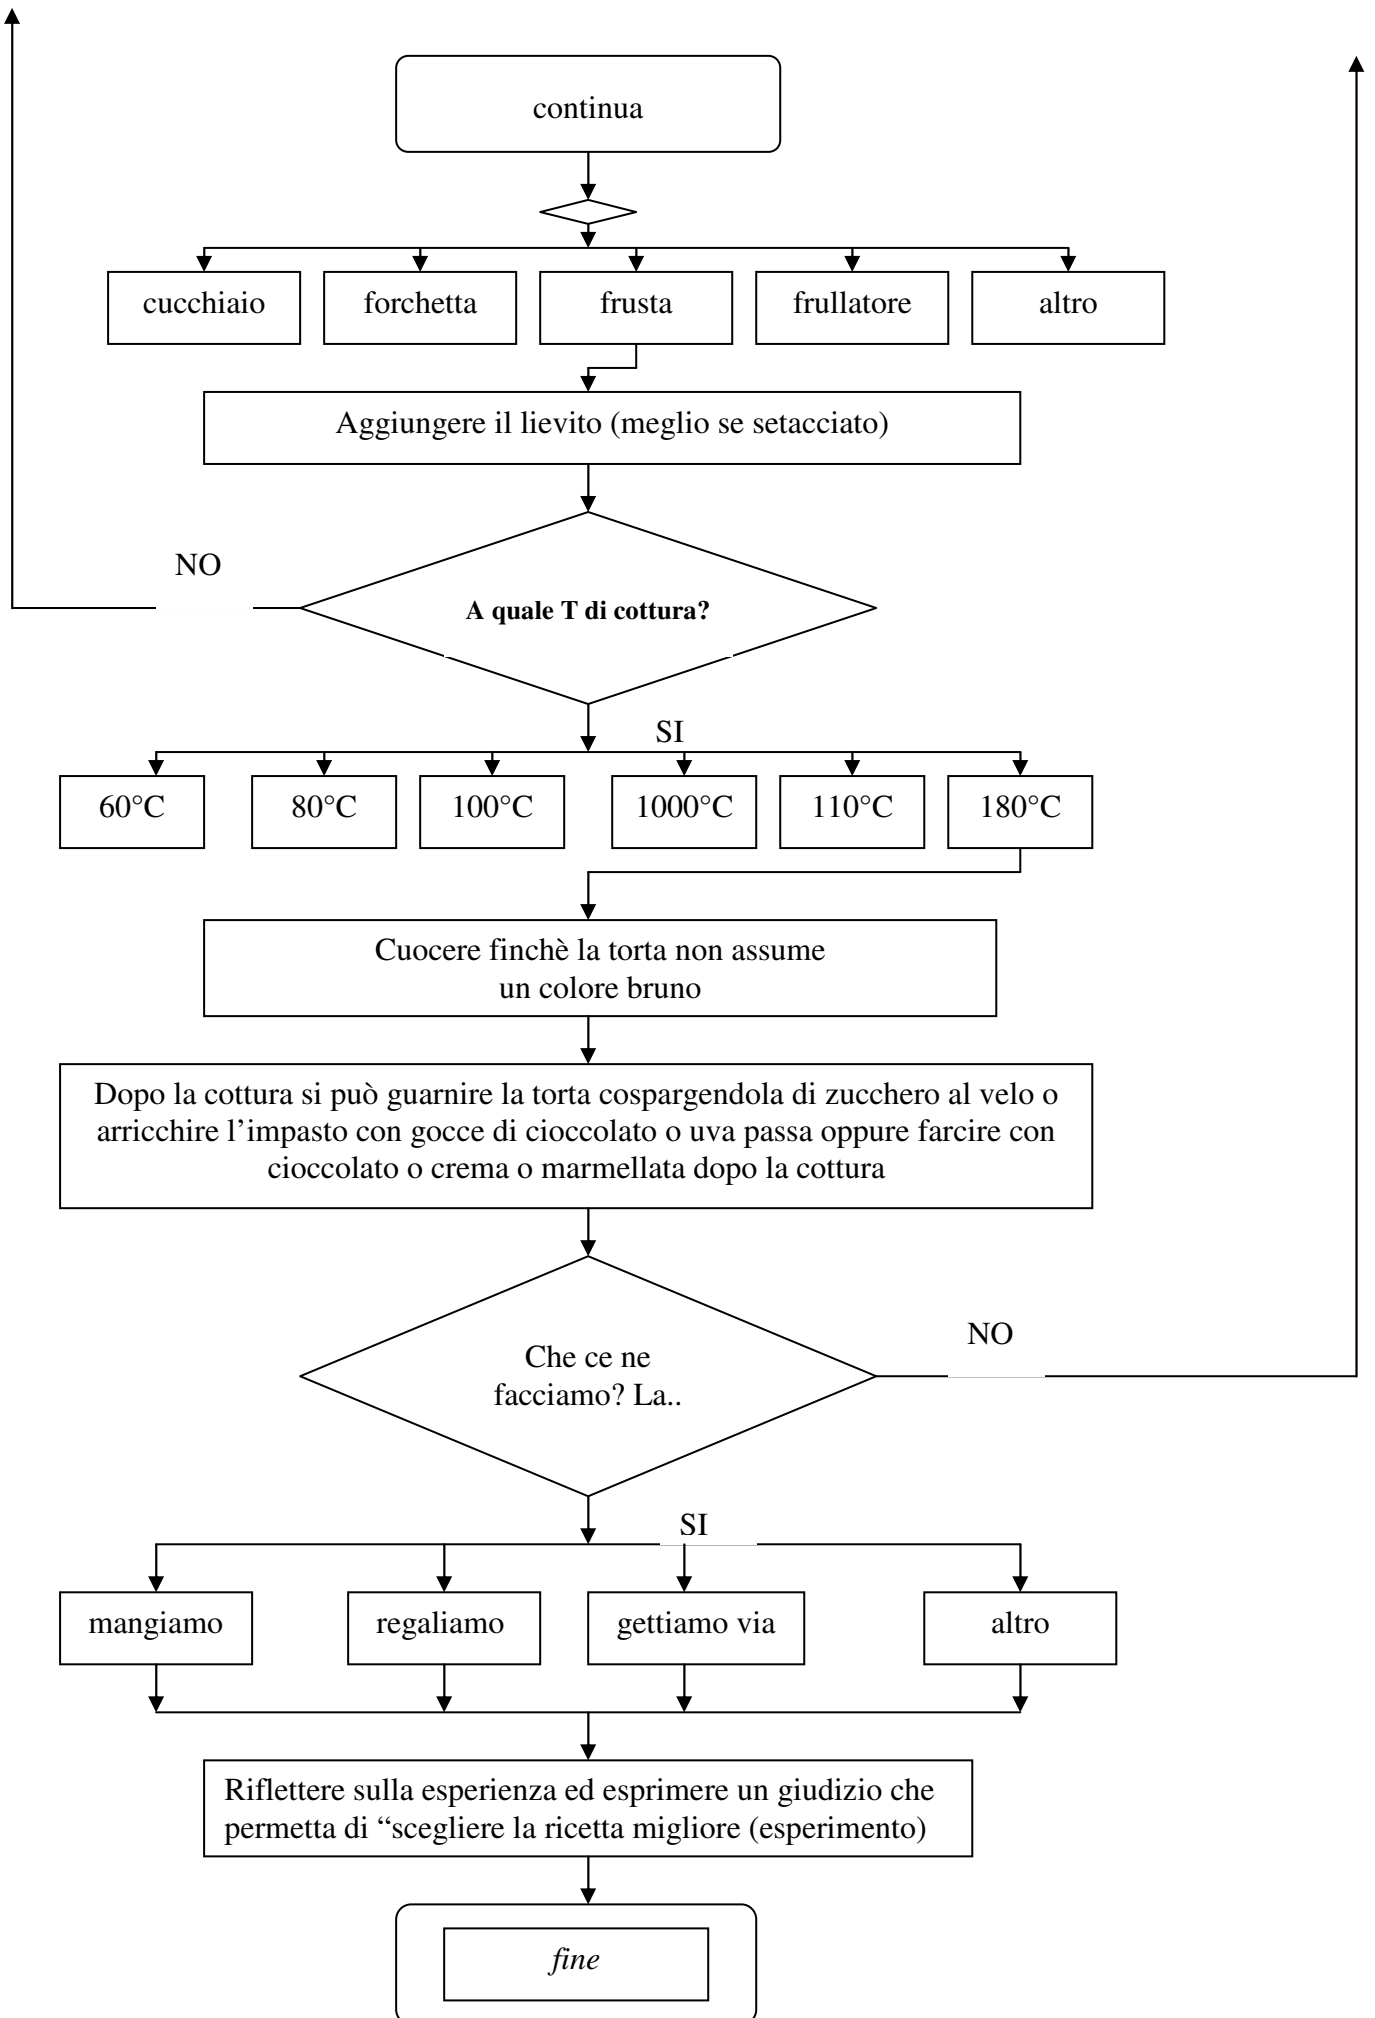 continua
cucchiaio
forchetta
frusta
frullatore
altro
Aggiungere il lievito (meglio se setacciato)
NO
A quale T di cottura?
SI
60°C
80°C
100°C
1000°C
110°C
180°C
Cuocere finchè la torta non assume
un colore bruno
Dopo la cottura si può guarnire la torta cospargendola di zucchero al velo o
arricchire l’impasto con gocce di cioccolato o uva passa oppure farcire con
cioccolato o crema o marmellata dopo la cottura
NO
Che ce ne
facciamo? La..
SI
mangiamo
regaliamo
gettiamo via
altro
Riflettere sulla esperienza ed esprimere un giudizio che
permetta di “scegliere la ricetta migliore (esperimento)
fine